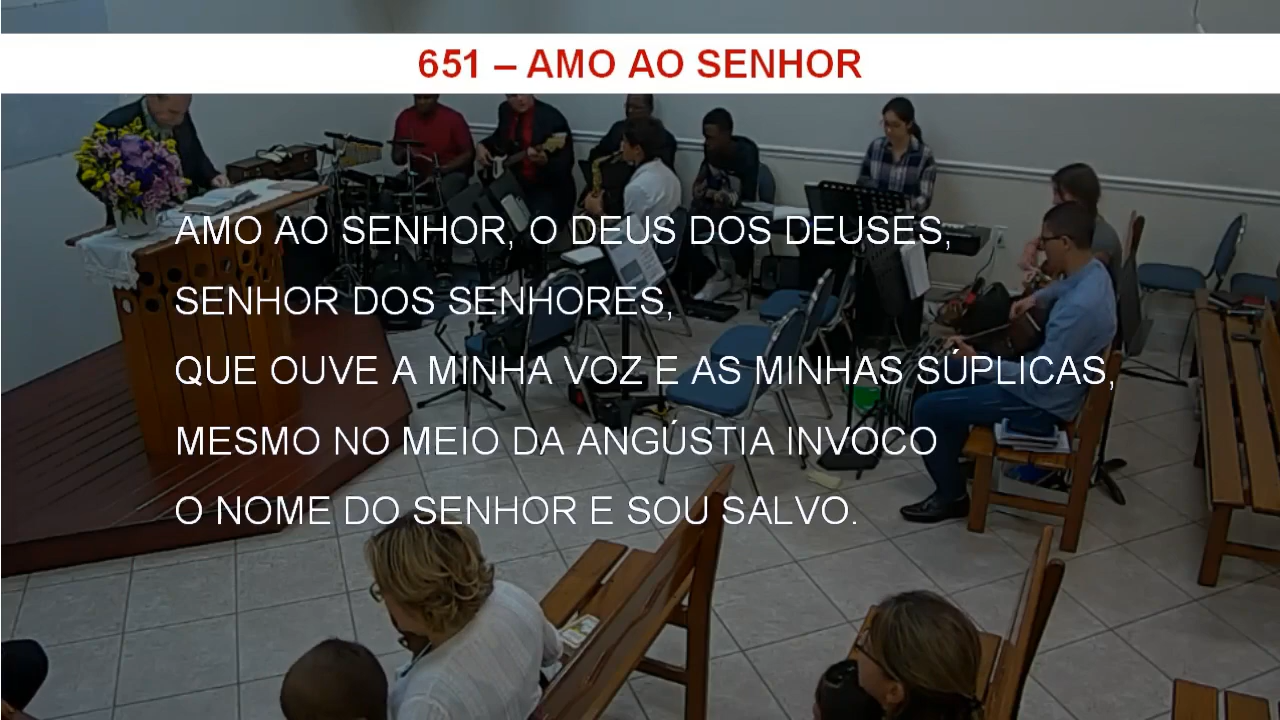 651 – AMO AO SENHOR
AMO AO SENHOR, O DEUS DOS DEUSES,
SENHOR DOS SENHORES,
QUE OUVE A MINHA VOZ E AS MINHAS SÚPLICAS,
MESMO NO MEIO DA ANGÚSTIA INVOCO
O NOME DO SENHOR E SOU SALVO.